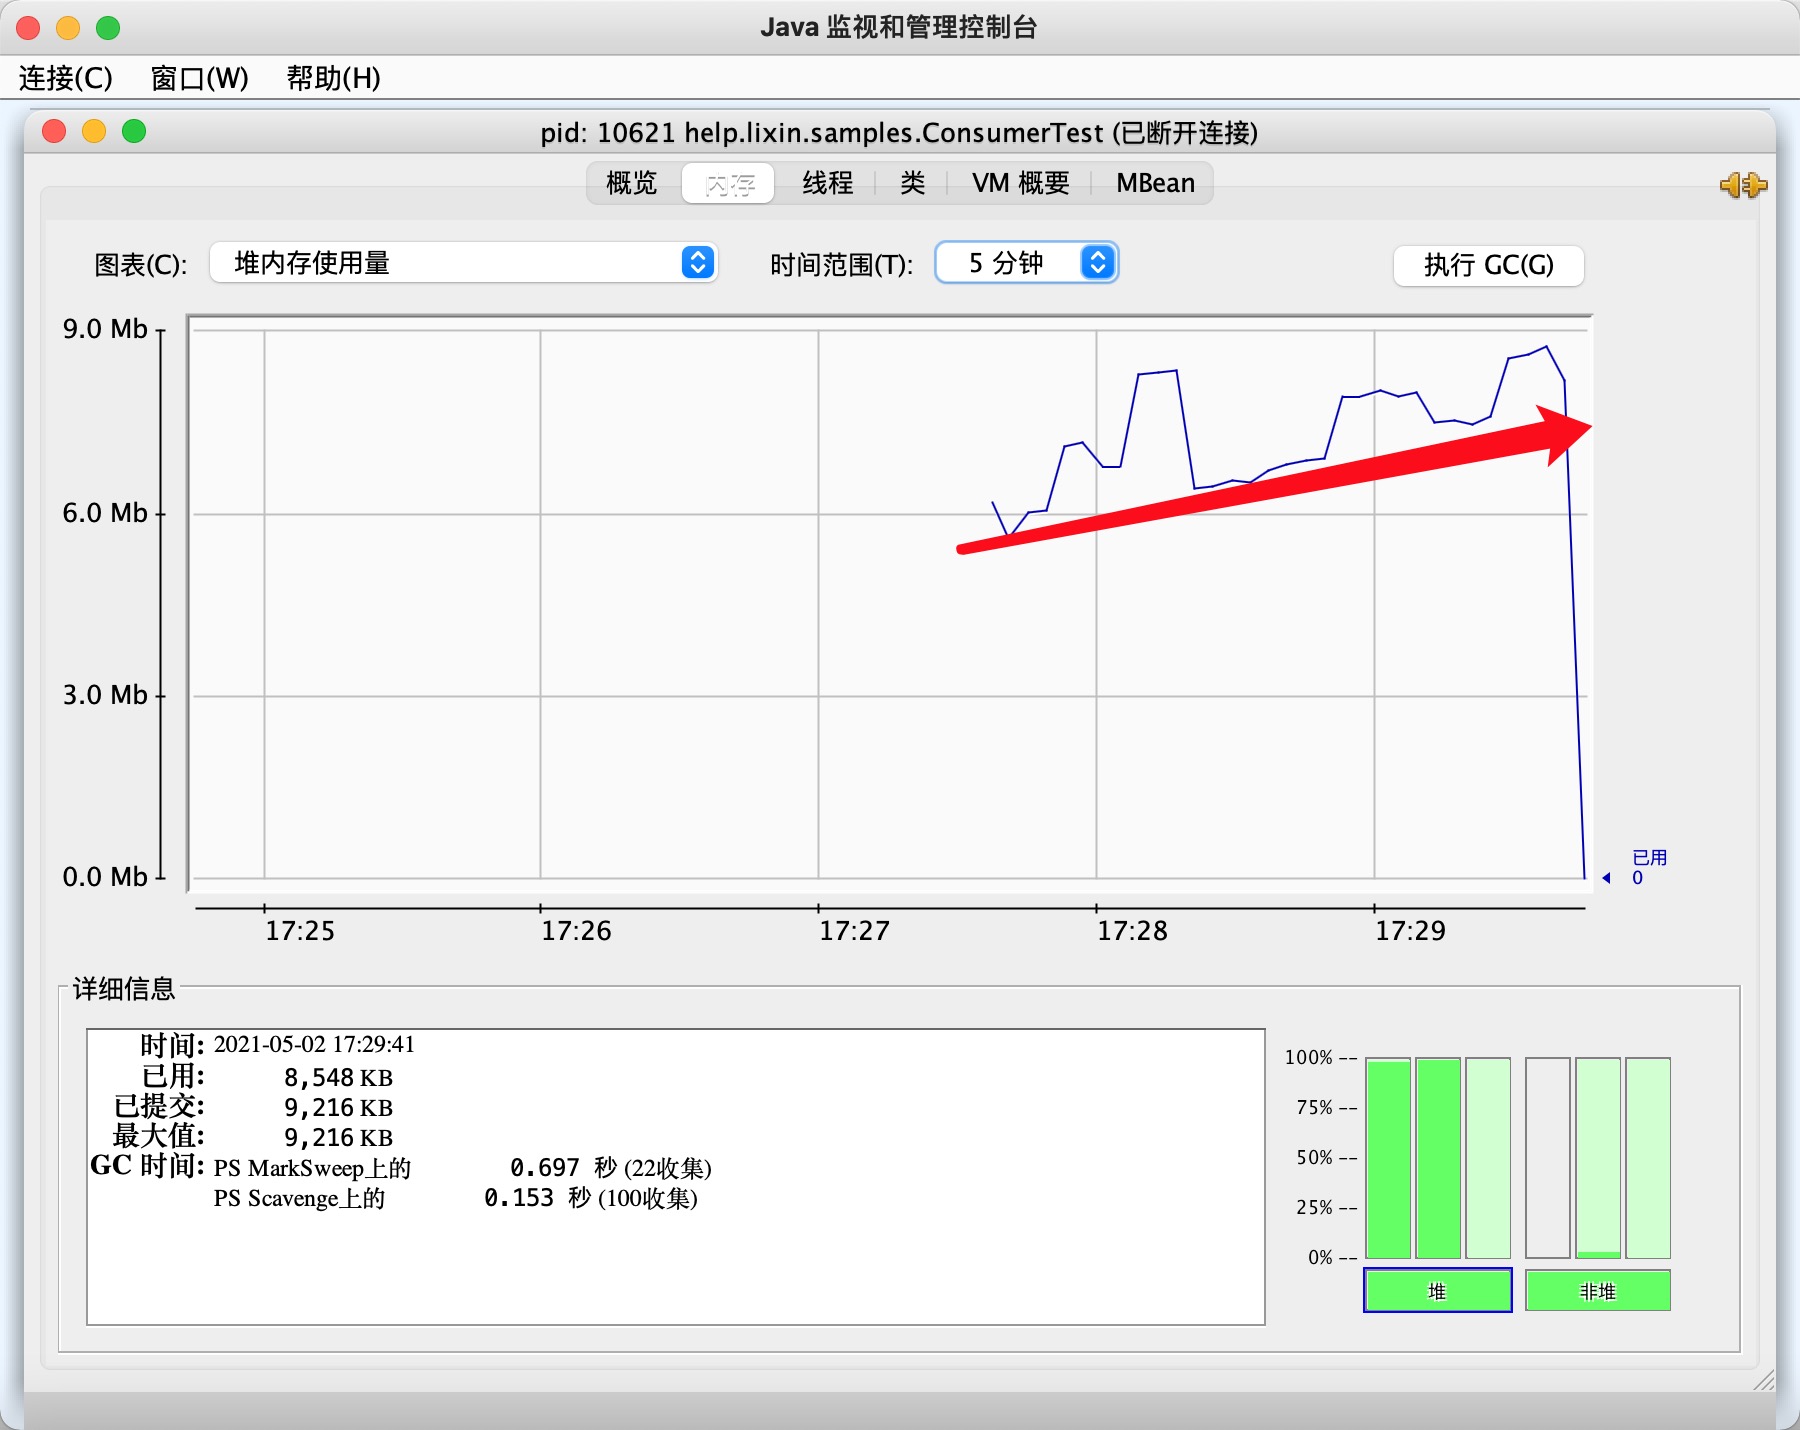 Java 监视和管理控制台
连接(C) 窗口(W) 帮助(H)
pid: 10621 help.lixin.samples.ConsumerTest (已断开连接)
概览 内存 线程 类 VM 概要 MBean
图表(C): 堆内存使用量 时间范围(T): 5 分钟 执行 GC(G)
9.0 Mb
6.0 Mb
3.0 Mb
0.0 Mb
已用
0
17:25 17:26 17:27 17:28 17:29
详细信息
时间: 2021-05-02 17:29:41
已用: 8,548 KB
已提交: 9,216 KB
最大值: 9,216 KB
GC 时间: PS MarkSweep上的 0.697 秒 (22收集)
PS Scavenge上的 0.153 秒 (100收集)
100% --
75% --
50% --
25% --
0% --
堆 非堆